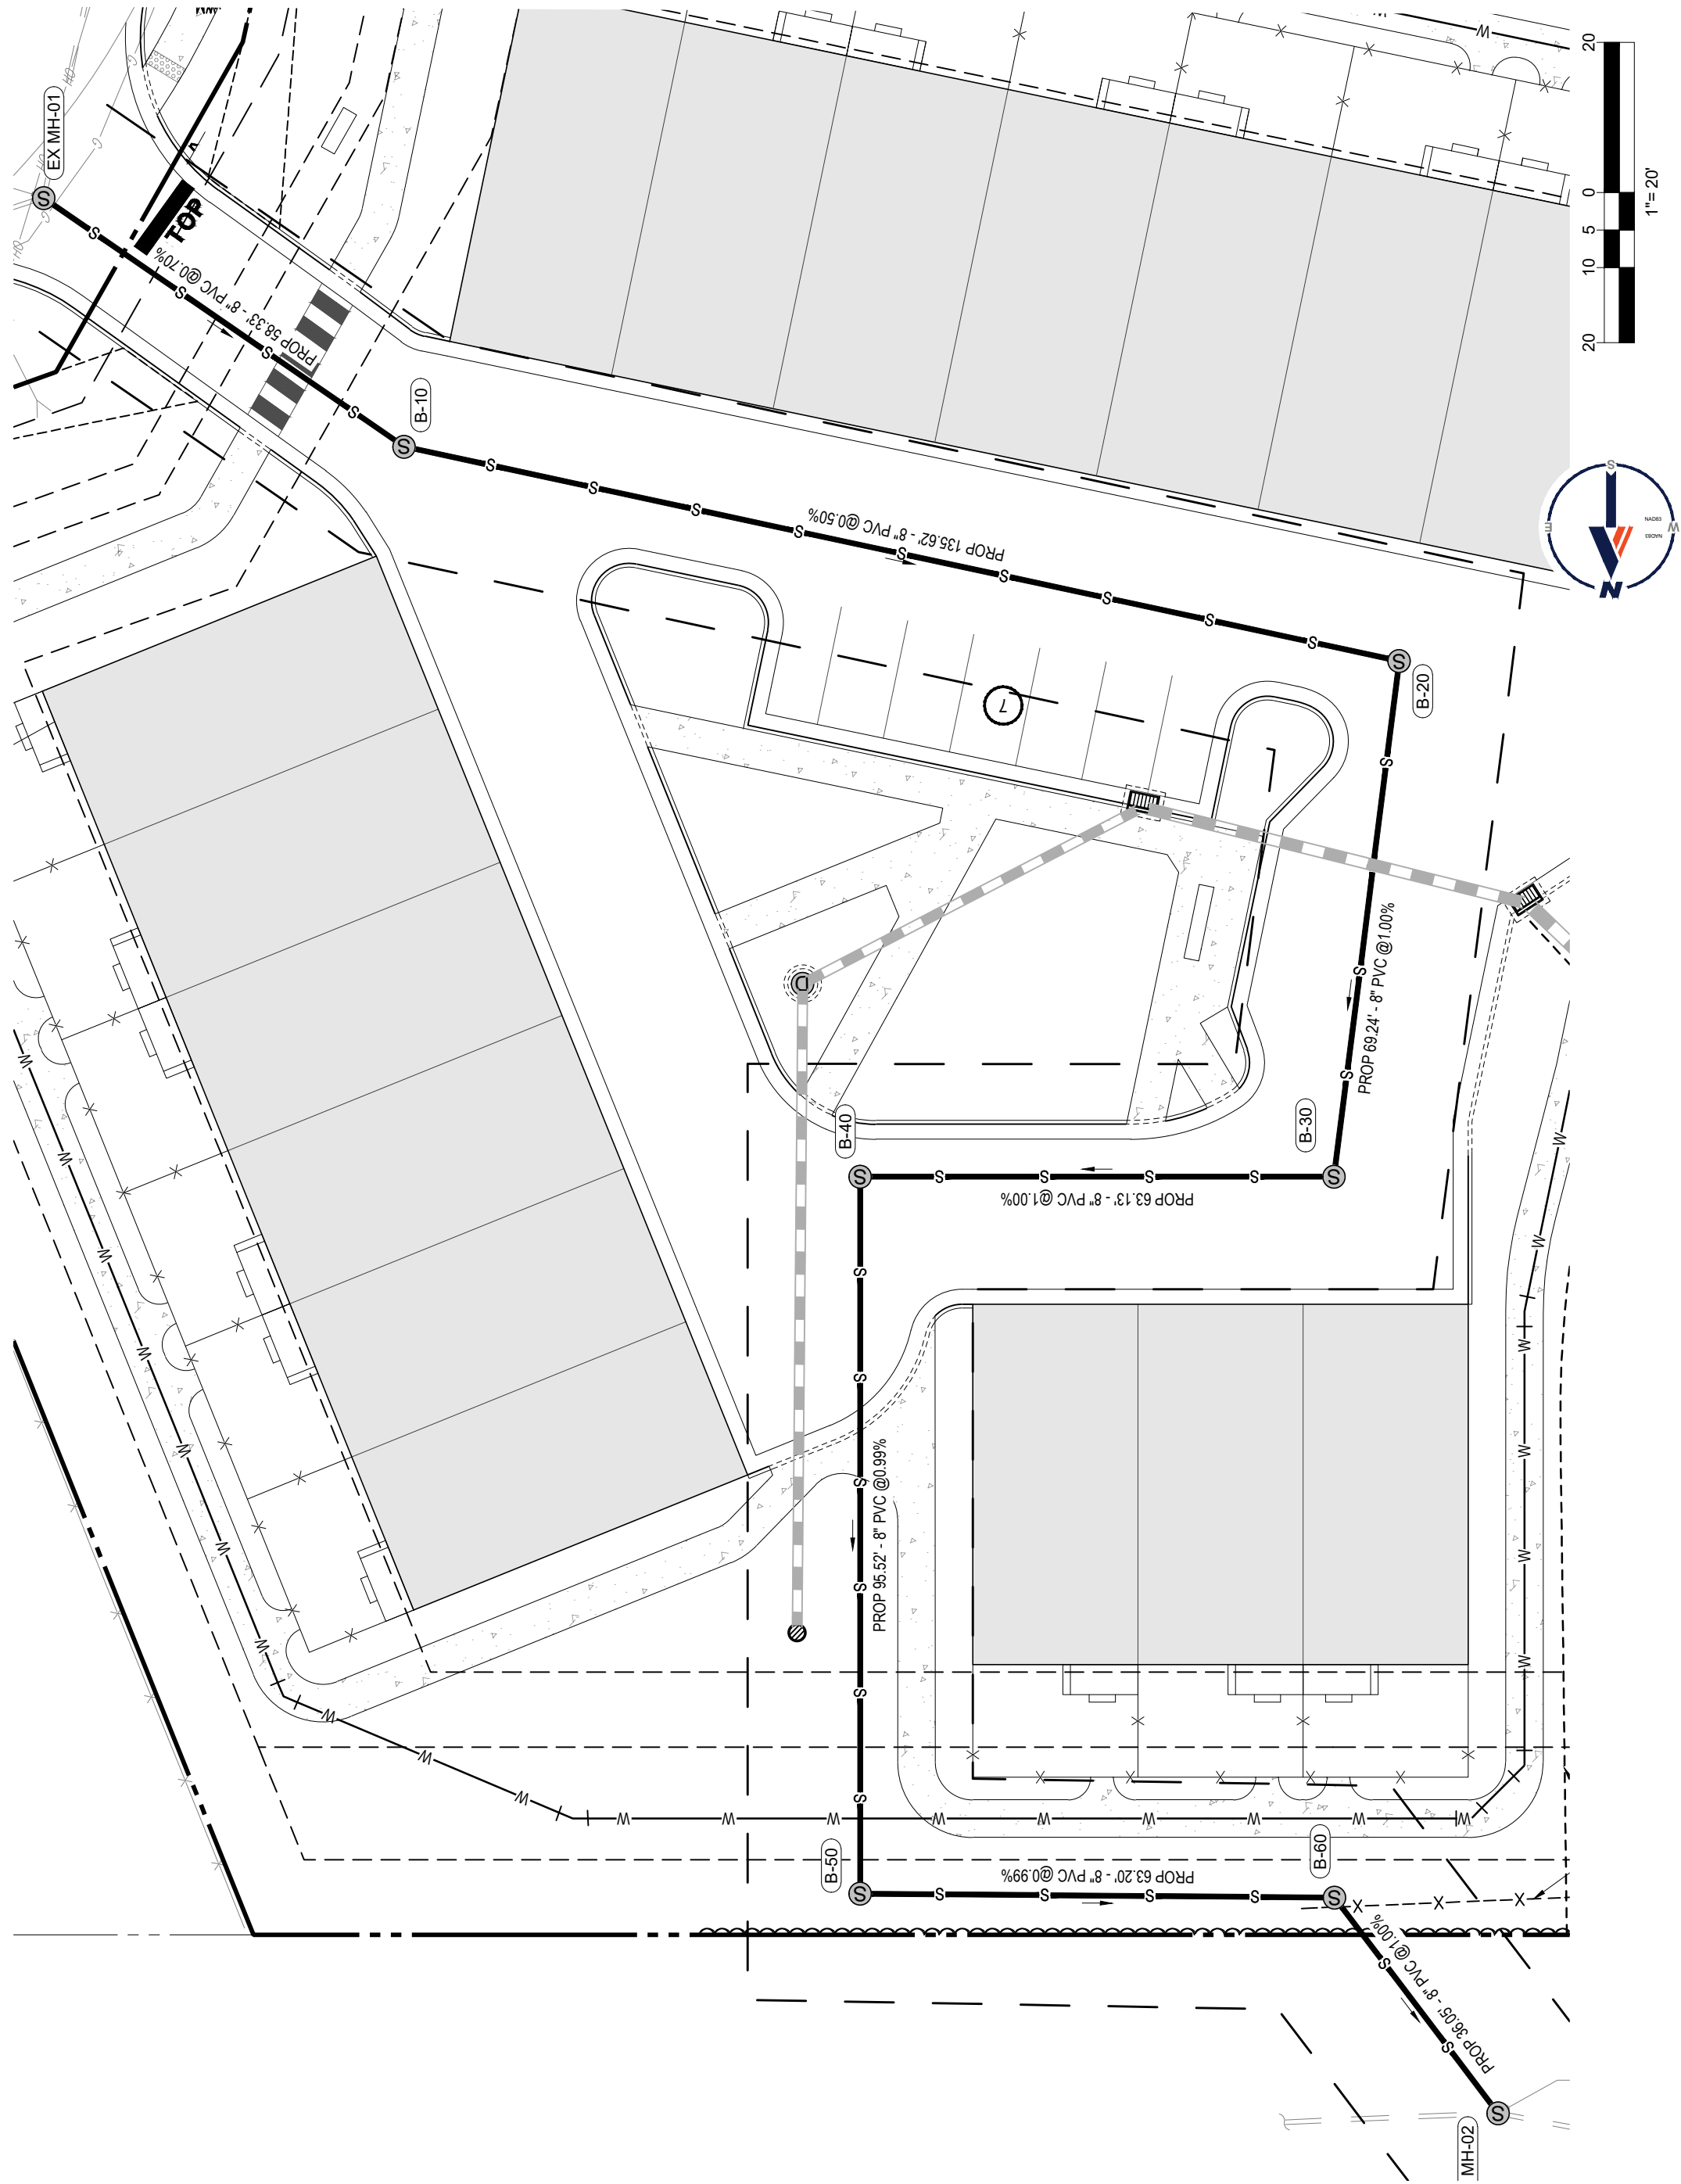 EX MH-01
TOP
PROP 58.33' - 8" PVC @0.70%
B-10
PROP 135.62' - 8" PVC @0.50%
B-20
7
PROP 69.24' - 8" PVC @1.00%
B-30
PROP 63.13' - 8" PVC @1.00%
B-40
D
PROP 95.52' - 8" PVC @0.99%
B-50
PROP 63.20' - 8" PVC @0.99%
B-60
PROP 36.05' - 8" PVC @1.00%
MH-02
20 10 5 0 20
1"= 20'
N
S
E
W
NAD83
NAD83